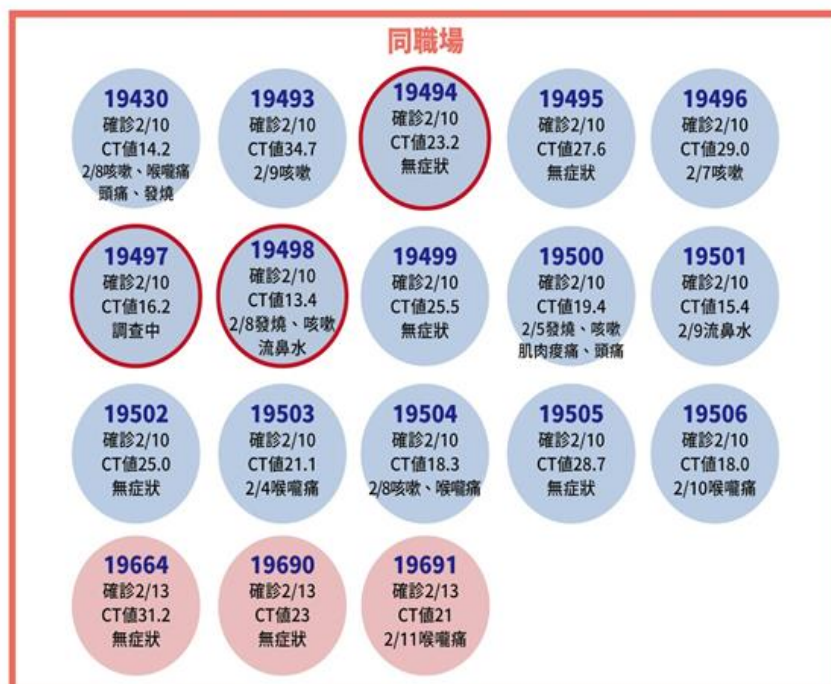 同職場
19430
確診2/10
CT值14.2
2/8咳嗽、喉嚨痛
頭痛、發燒
19493
確診2/10
CT值34.7
2/9咳嗽
19494
確診2/10
CT值23.2
無症狀
19495
確診2/10
CT值27.6
無症狀
19496
確診2/10
CT值29.0
2/7咳嗽
19497
確診2/10
CT值16.2
調查中
19498
確診2/10
CT值13.4
2/8發燒、咳嗽
流鼻水
19499
確診2/10
CT值25.5
無症狀
19500
確診2/10
CT值19.4
2/5發燒、咳嗽
肌肉痠痛、頭痛
19501
確診2/10
CT值15.4
2/9流鼻水
19502
確診2/10
CT值25.0
無症狀
19503
確診2/10
CT值21.1
2/4喉嚨痛
19504
確診2/10
CT值18.3
2/8咳嗽、喉嚨痛
19505
確診2/10
CT值28.7
無症狀
19506
確診2/10
CT值18.0
2/10喉嚨痛
19664
確診2/13
CT值31.2
無症狀
19690
確診2/13
CT值23
無症狀
19691
確診2/13
CT值21
2/11喉嚨痛